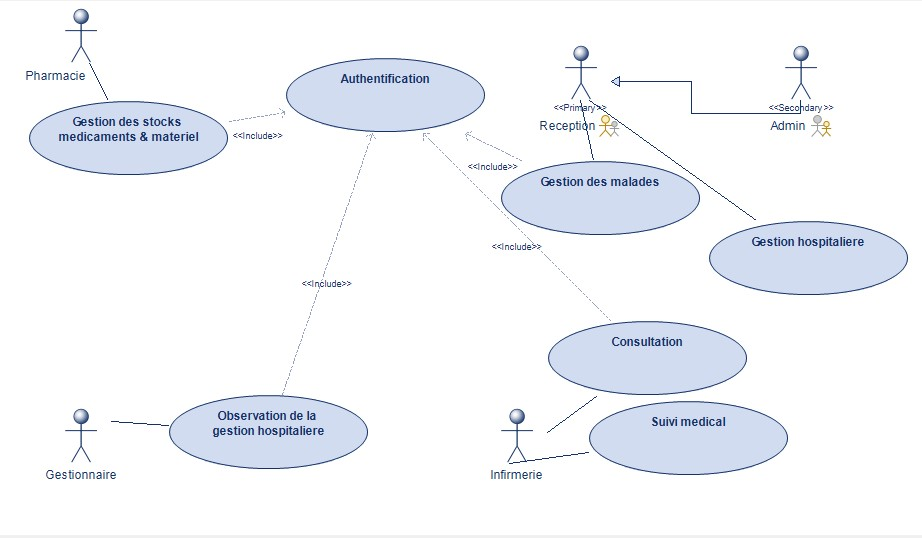 Pharmacie
Authentification
Gestion des stocks
medicaments & materiel
<<Include>>
<<Primary>>
Reception
<<Secondary>>
Admin
<<Include>>
Gestion des malades
<<Include>>
Gestion hospitaliere
<<Include>>
Consultation
Observation de la
gestion hospitaliere
Suivi medical
Gestionnaire
Infirmerie